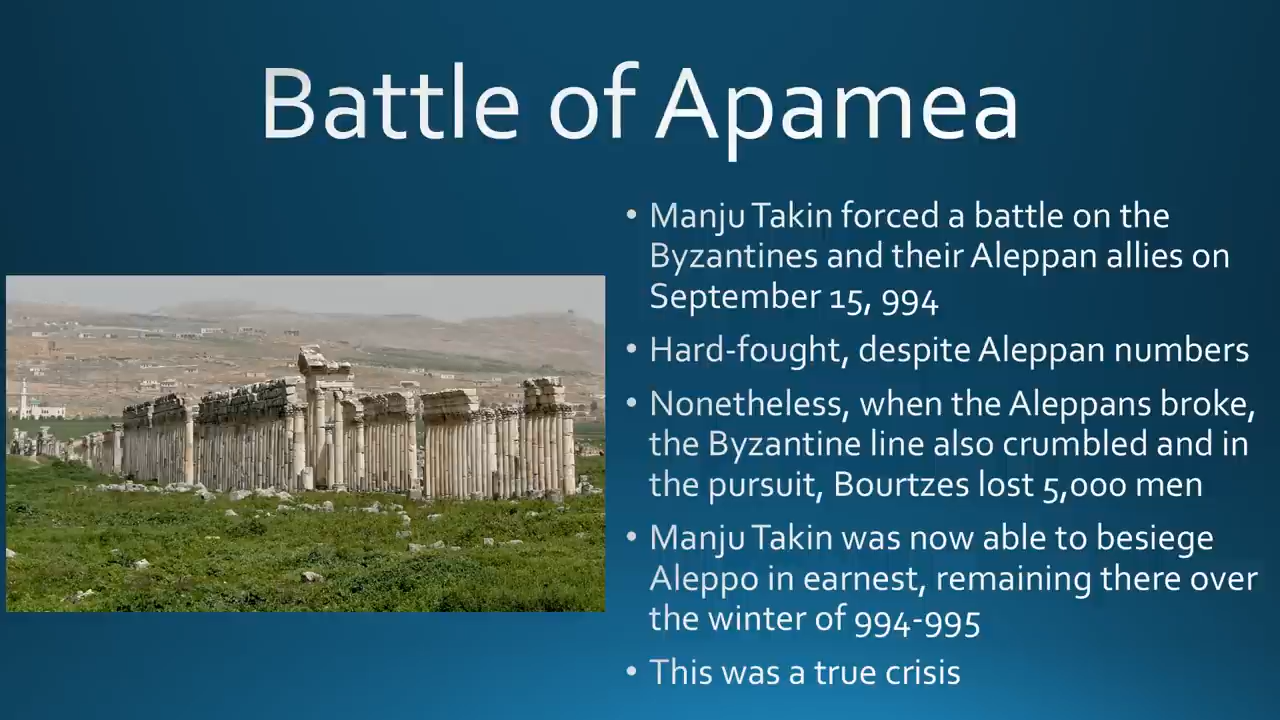 Battle of Apamea
• Manju Takin forced a battle on the
Byzantines and their Aleppan allies on
September 15, 994
• Hard-fought, despite Aleppan numbers
• Nonetheless, when the Aleppans broke,
the Byzantine line also crumbled and in
the pursuit, Bourtzes lost 5,000 men
• Manju Takin was now able to besiege
Aleppo in earnest, remaining there over
the winter of 994-995
• This was a true crisis